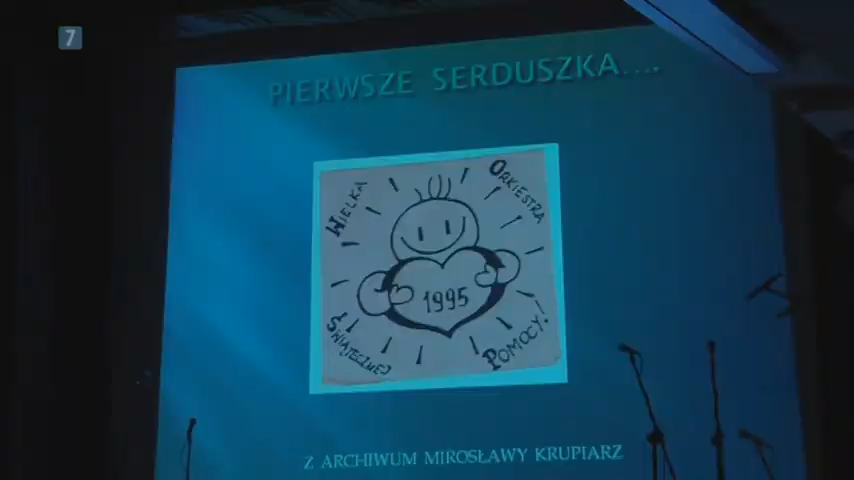 7
PIERWSZE SERDUSZKA....
WIELKA
ORKIESTRA
1995
ŚWIĄTECZNEJ
POMOCY!
Z ARCHIWUM MIROSŁAWY KRUPIARZ